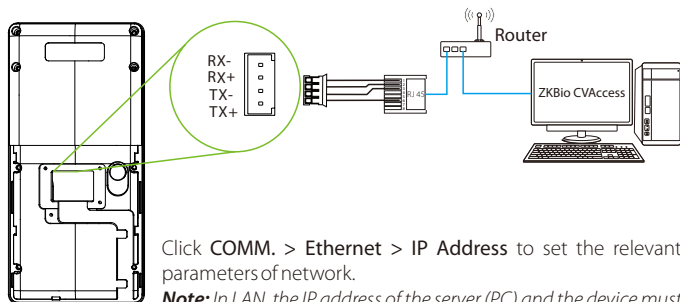 RX-
RX+
TX-
TX+
RJ 45
Router
ZKBio CVAccess
Click COMM. > Ethernet > IP Address to set the relevant
parameters of network.
Note: In LAN, the IP address of the server (PC) and the device must